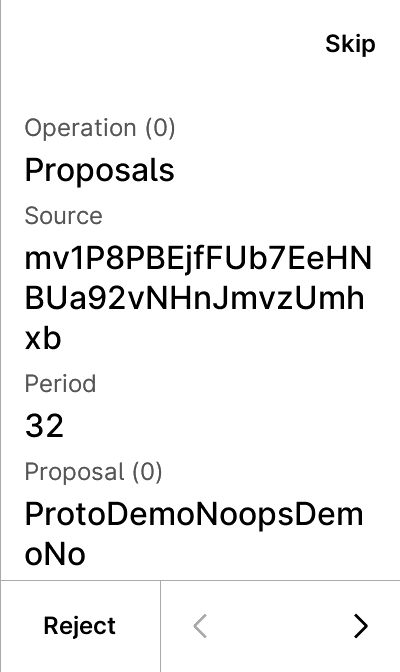 Skip
Operation (0)
Proposals
Source
mv1P8PBEjfFUb7EeHN
BUa92vNHnJmvzUmh
xb
Period
32
Proposal (0)
ProtoDemoNoopsDem
oNo
Reject